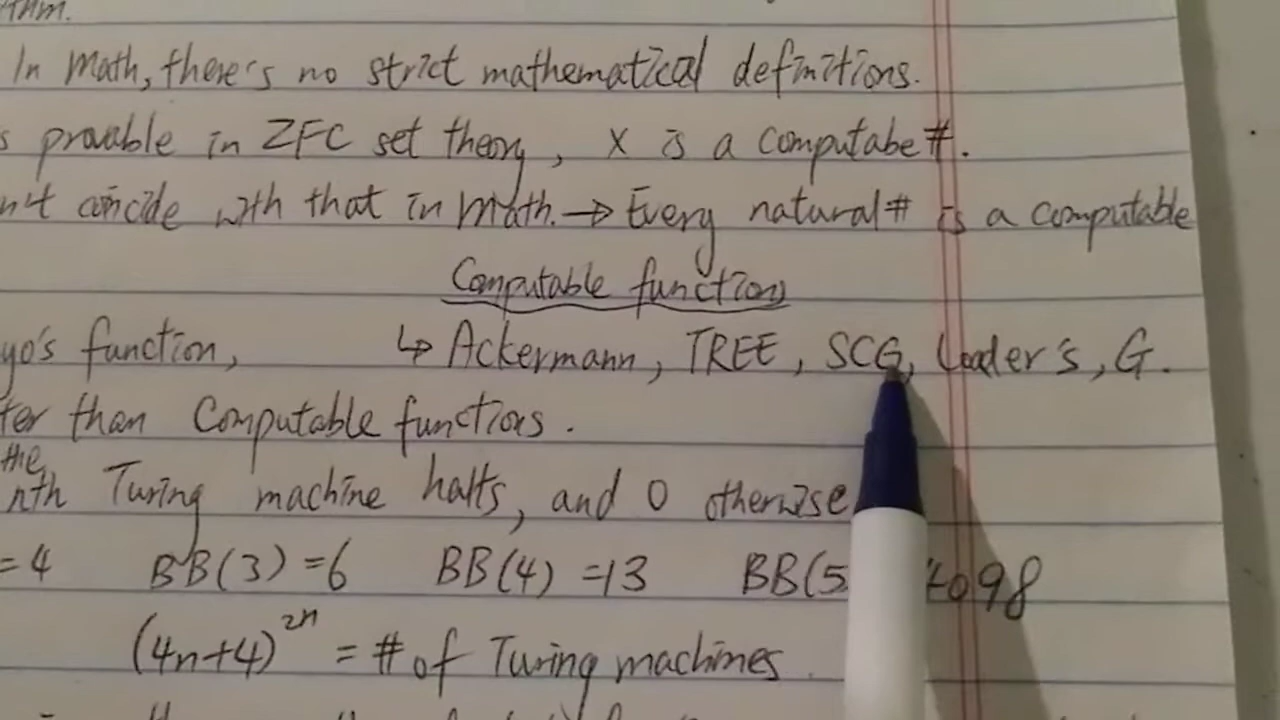 In Math, there's no strict mathematical definitions.
s provable in ZFC set theory, x is a computabe #.
n't coincide with that in Math. → Every natural # is a computable
Computable functions
yo's function, ↳ Ackermann, TREE, SCG, Loader's, G.
ter than Computable functions.
the
nth Turing machine halts, and 0 otherwise
=4 BB(3)=6 BB(4)=13 BB(5 4098
(4n+4)²ⁿ = # of Turing machines